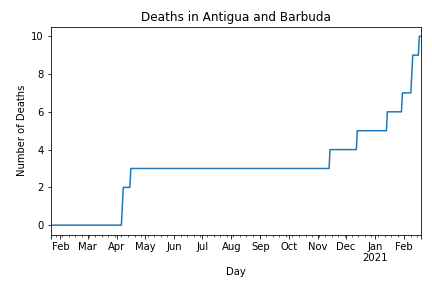 Deaths in Antigua and Barbuda
Number of Deaths
10
8
6
4
2
0
Feb Mar Apr May Jun Jul Aug Sep Oct Nov Dec Jan Feb
2021
Day